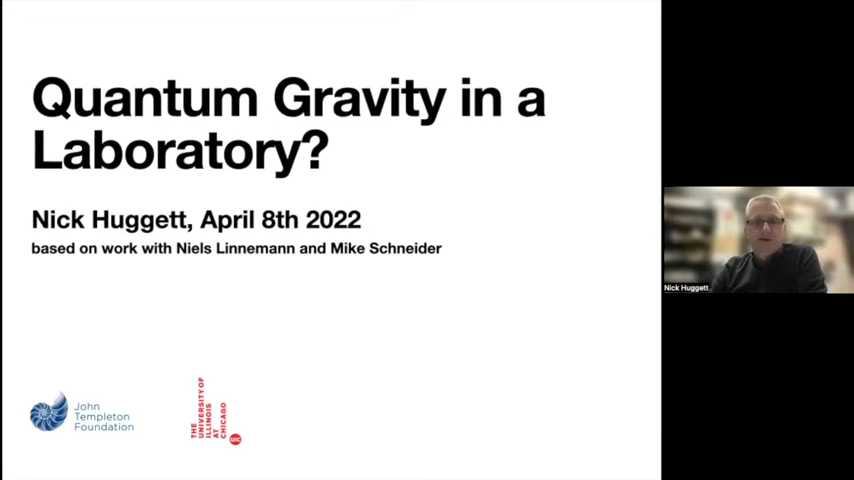 Quantum Gravity in a
Laboratory?
Nick Huggett, April 8th 2022
based on work with Niels Linnemann and Mike Schneider
John
Templeton
Foundation
THE
UNIVERSITY OF
ILLINOIS
AT
CHICAGO
UIC
Nick Huggett